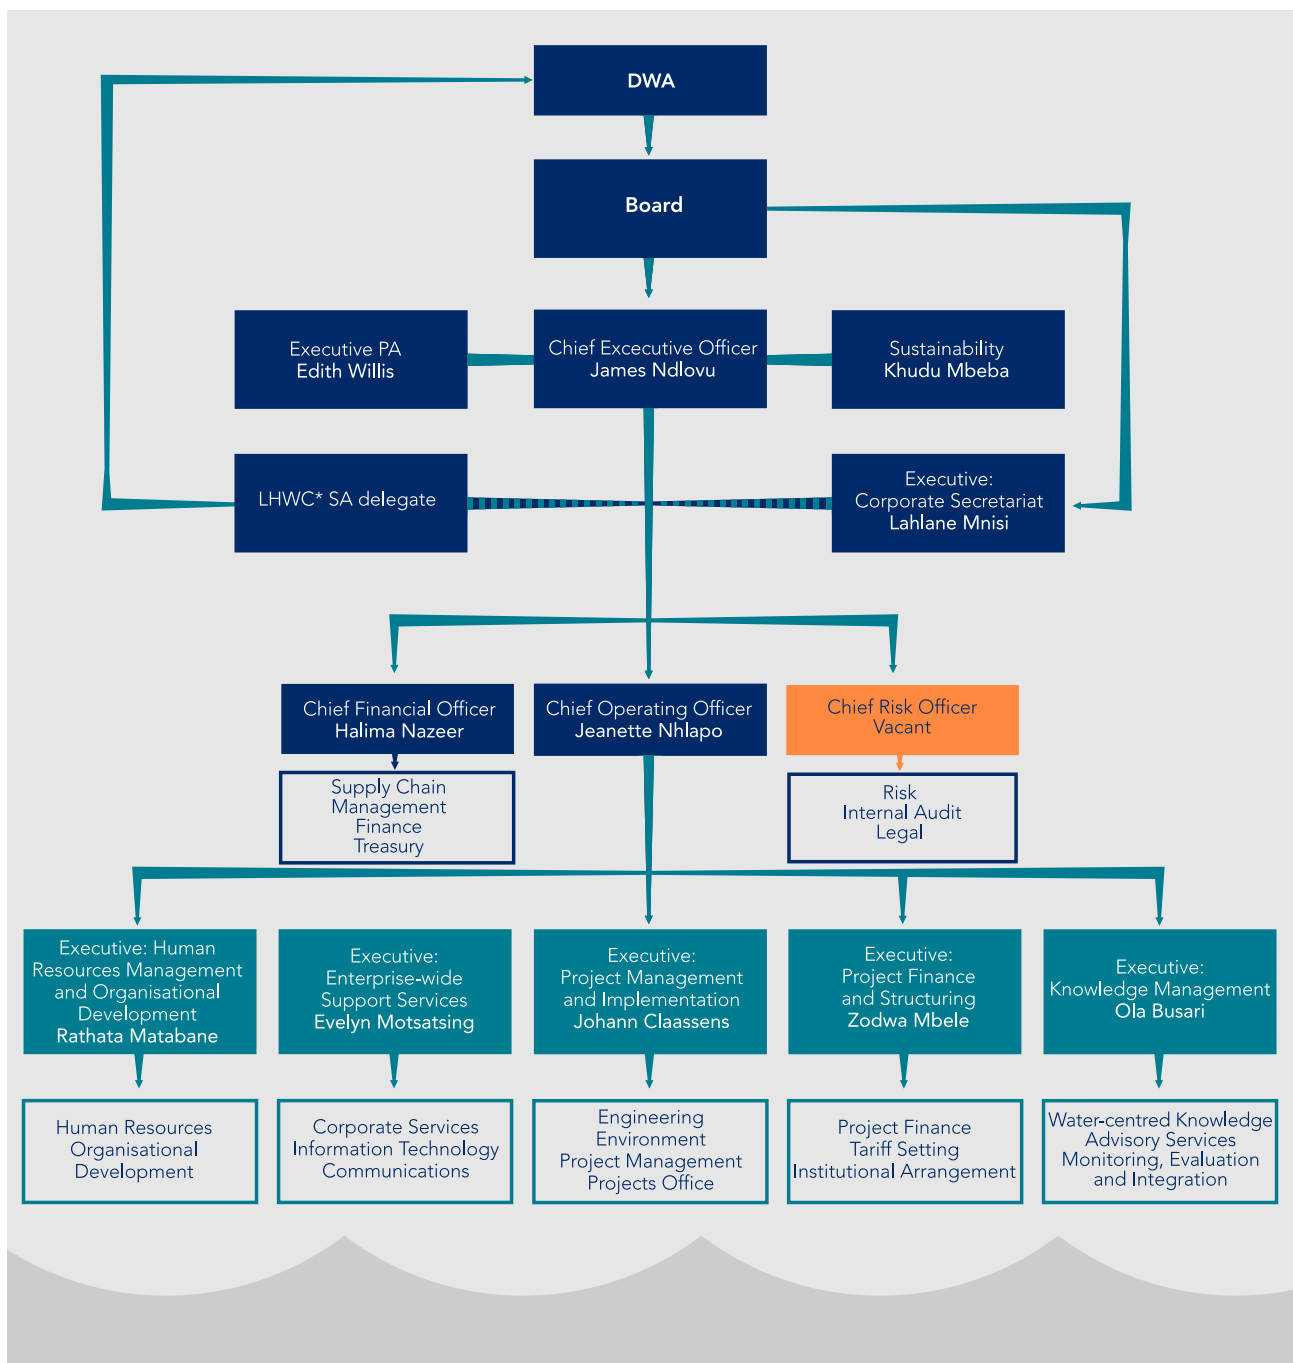 DWA
Board
Executive PA
Edith Willis
Chief Excecutive Officer
James Ndlovu
Sustainability
Khudu Mbeba
LHWC* SA delegate
Executive:
Corporate Secretariat
Lahlane Mnisi
Chief Financial Officer
Halima Nazeer
Chief Operating Officer
Jeanette Nhlapo
Chief Risk Officer
Vacant
Supply Chain
Management
Finance
Treasury
Risk
Internal Audit
Legal
Executive: Human
Resources Management
and Organisational
Development
Rathata Matabane
Executive:
Enterprise-wide
Support Services
Evelyn Motsatsing
Executive:
Project Management
and Implementation
Johann Claassens
Executive:
Project Finance
and Structuring
Zodwa Mbele
Executive:
Knowledge Management
Ola Busari
Human Resources
Organisational
Development
Corporate Services
Information Technology
Communications
Engineering
Environment
Project Management
Projects Office
Project Finance
Tariff Setting
Institutional Arrangement
Water-centred Knowledge
Advisory Services
Monitoring, Evaluation
and Integration